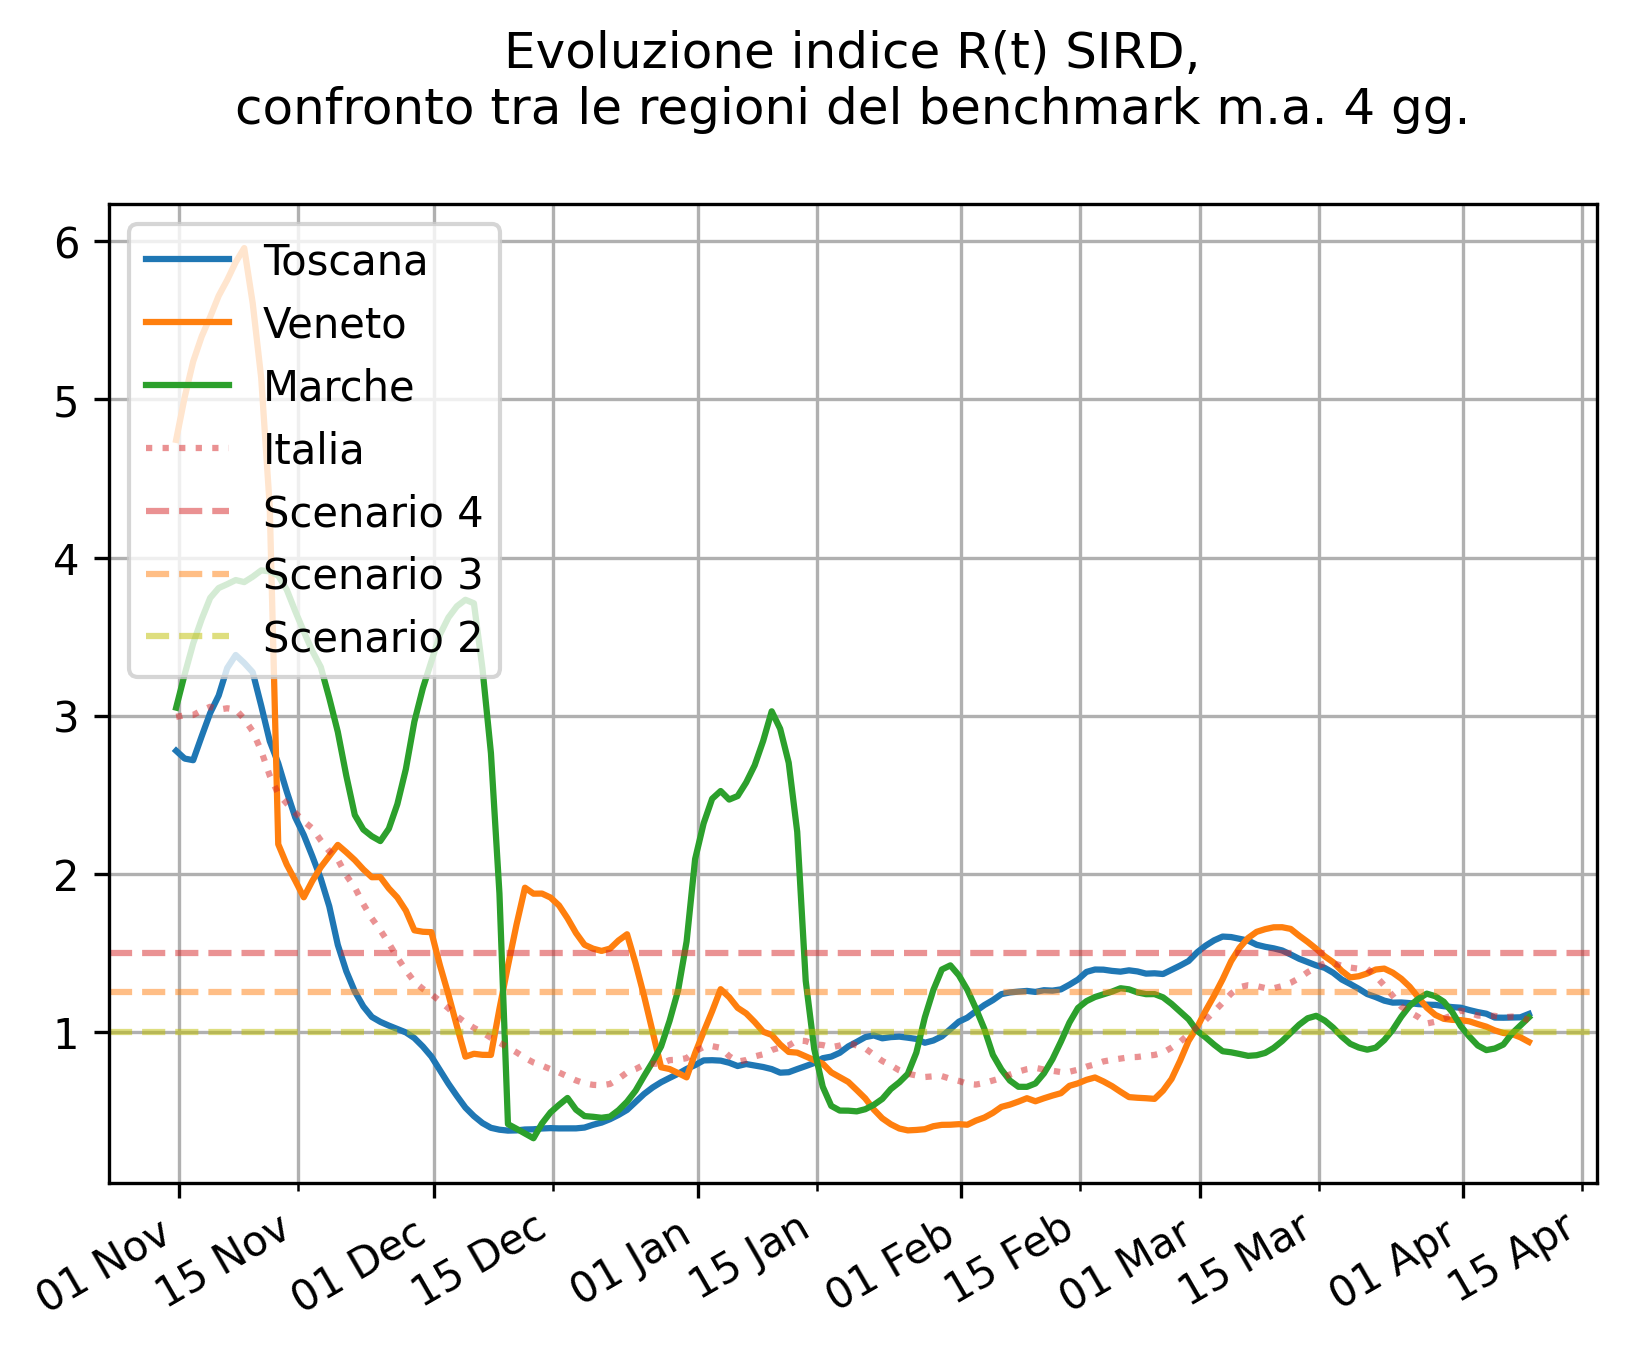 Evoluzione indice R(t) SIRD,
confronto tra le regioni del benchmark m.a. 4 gg.
6
5
4
3
2
1
Toscana
Veneto
Marche
Italia
Scenario 4
Scenario 3
Scenario 2
01 Nov
15 Nov
01 Dec
15 Dec
01 Jan
15 Jan
01 Feb
15 Feb
01 Mar
15 Mar
01 Apr
15 Apr